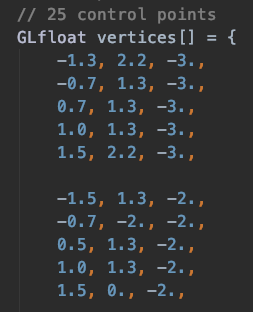 // 25 control points
GLfloat vertices[] = {
-1.3, 2.2, -3.,
-0.7, 1.3, -3.,
0.7, 1.3, -3.,
1.0, 1.3, -3.,
1.5, 2.2, -3.,
-1.5, 1.3, -2.,
-0.7, -2., -2.,
0.5, 1.3, -2.,
1.0, 1.3, -2.,
1.5, 0., -2.,